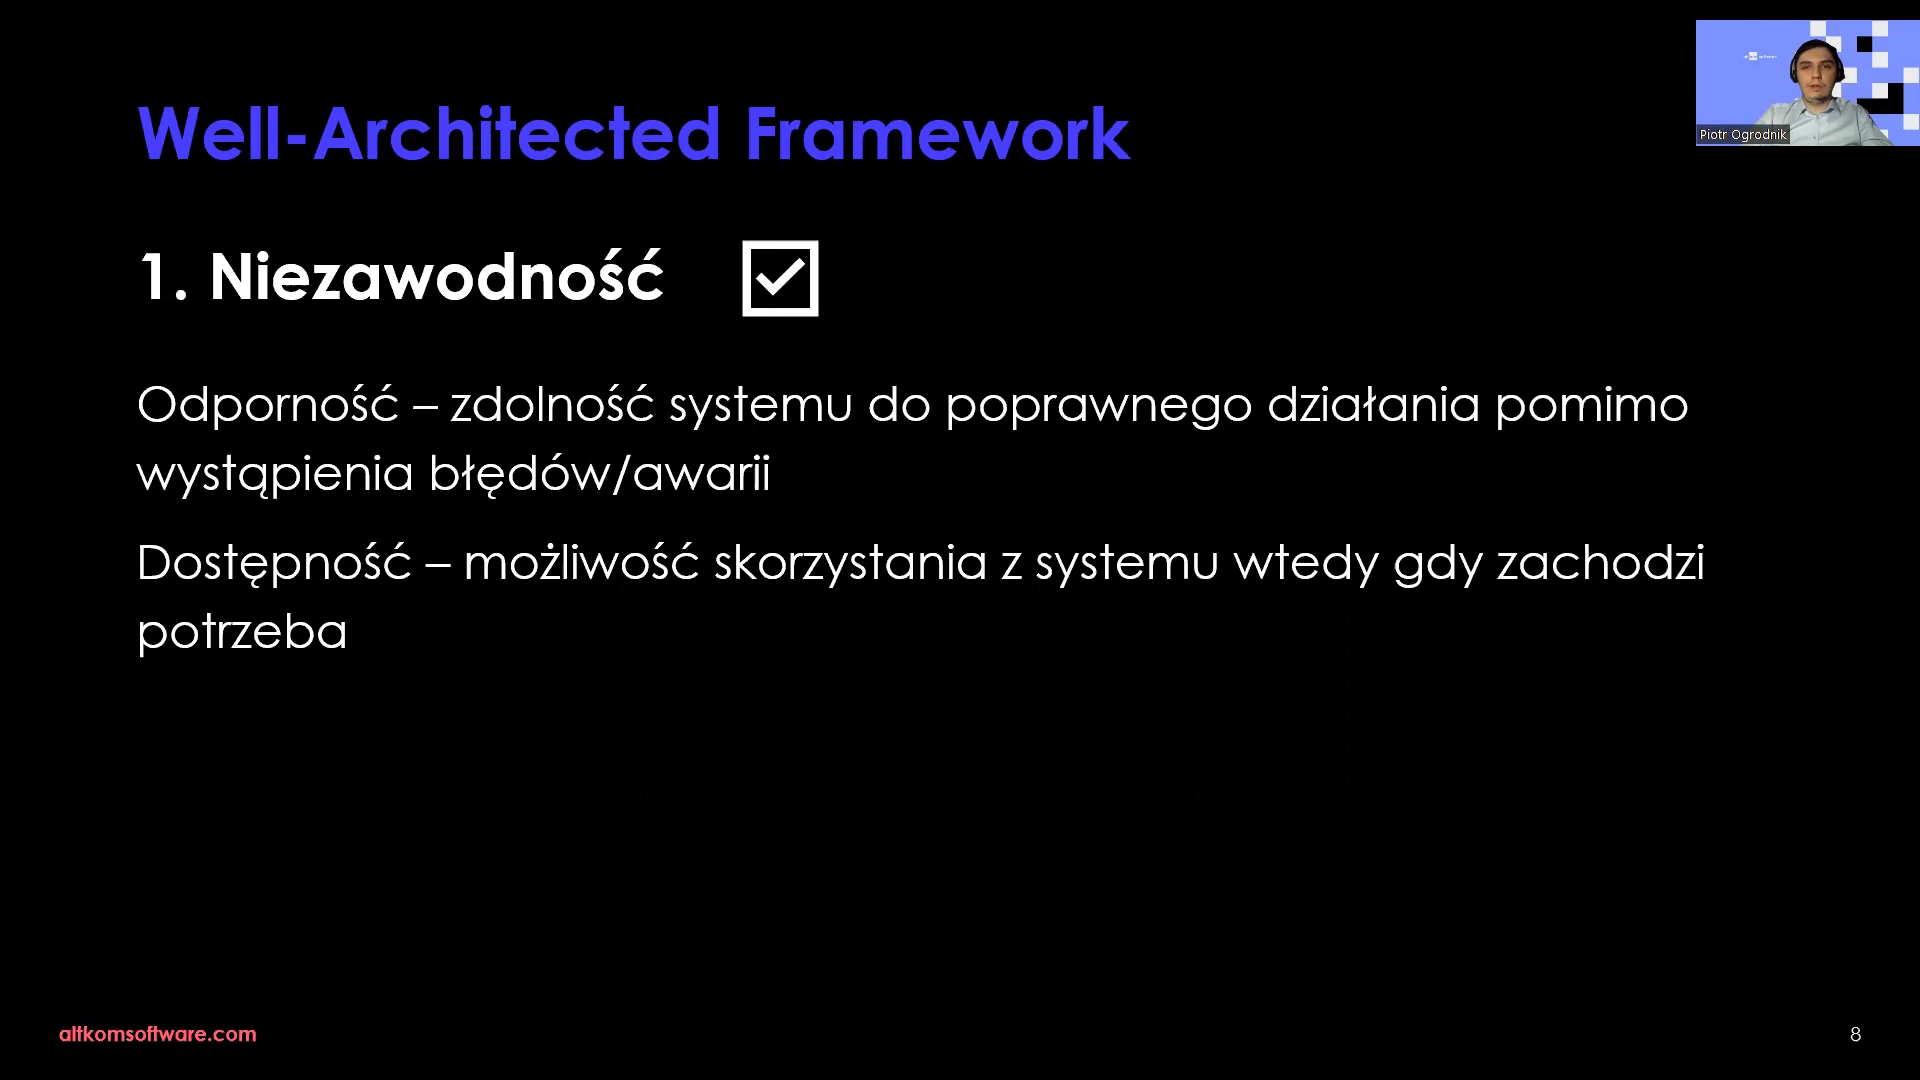 Well-Architected Framework
1. Niezawodność
Odporność – zdolność systemu do poprawnego działania pomimo
wystąpienia błędów/awarii
Dostępność – możliwość skorzystania z systemu wtedy gdy zachodzi
potrzeba
Piotr Ogrodnik
altkomsoftware.com
8